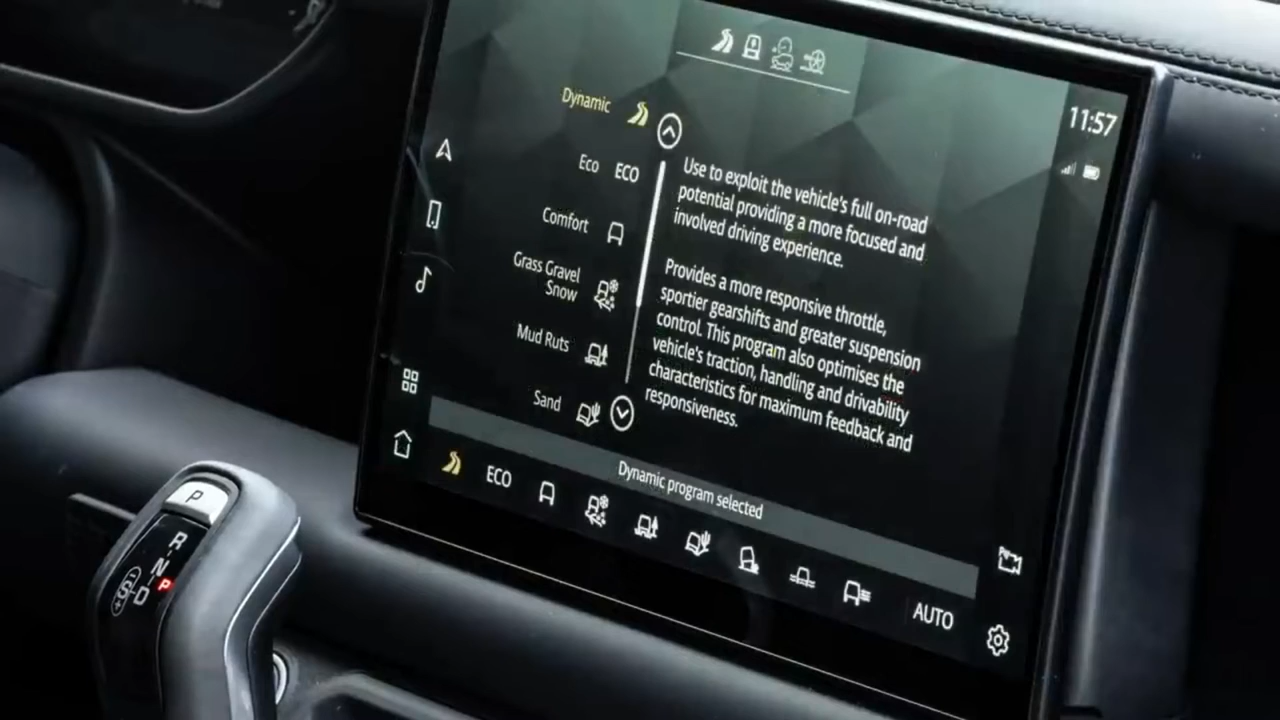 11:57
Dynamic
Eco ECO
Comfort
Grass Gravel
Snow
Mud Ruts
Sand
Use to exploit the vehicle's full on-road
potential providing a more focused and
involved driving experience.
Provides a more responsive throttle,
sportier gearshifts and greater suspension
control. This program also optimises the
vehicle's traction, handling and drivability
characteristics for maximum feedback and
responsiveness.
Dynamic program selected
ECO
AUTO
P
R
N
P
D
+S-